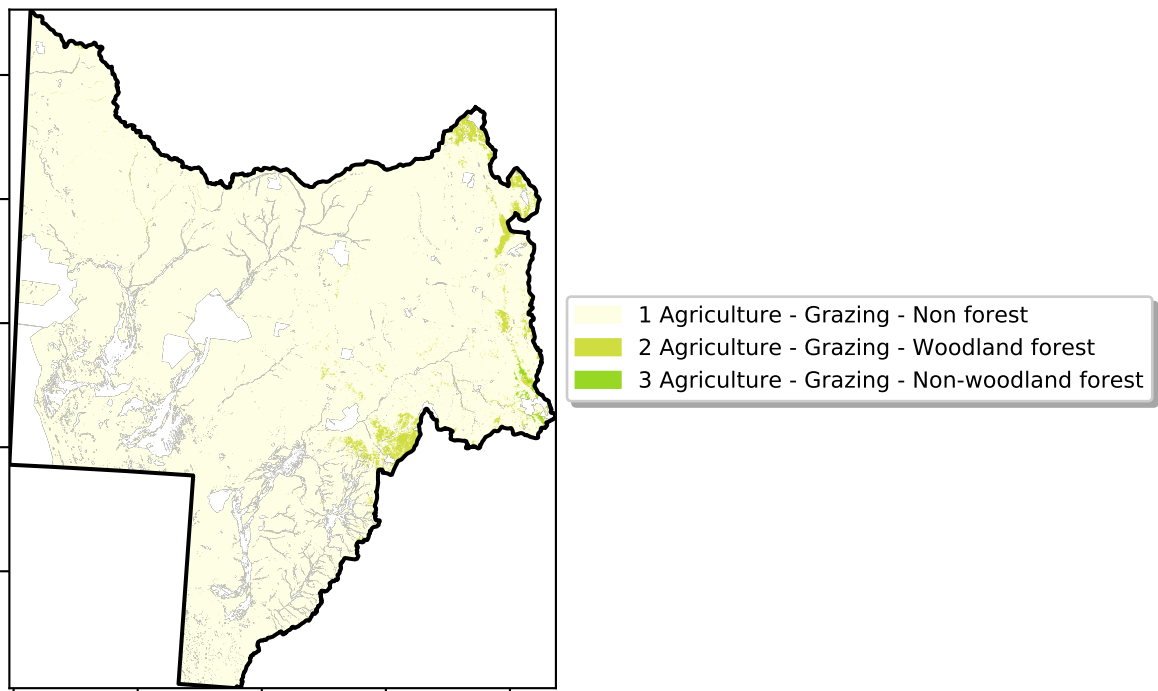 1 Agriculture - Grazing - Non forest
2 Agriculture - Grazing - Woodland forest
3 Agriculture - Grazing - Non-woodland forest